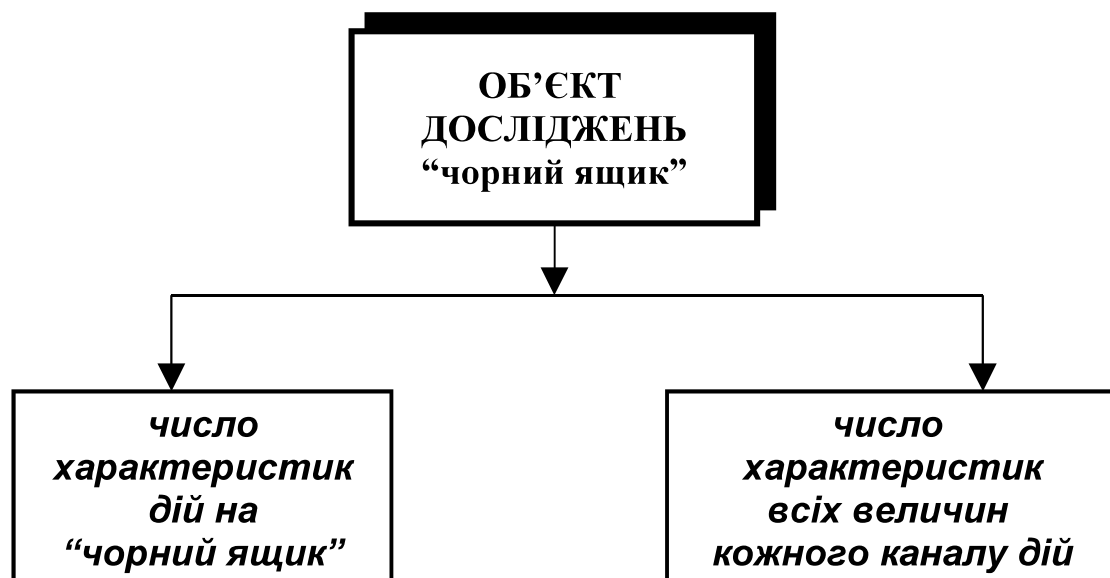 ОБ’ЄКТ
ДОСЛІДЖЕНЬ
“чорний ящик”
число
характеристик
дій на
“чорний ящик”
число
характеристик
всіх величин
кожного каналу дій